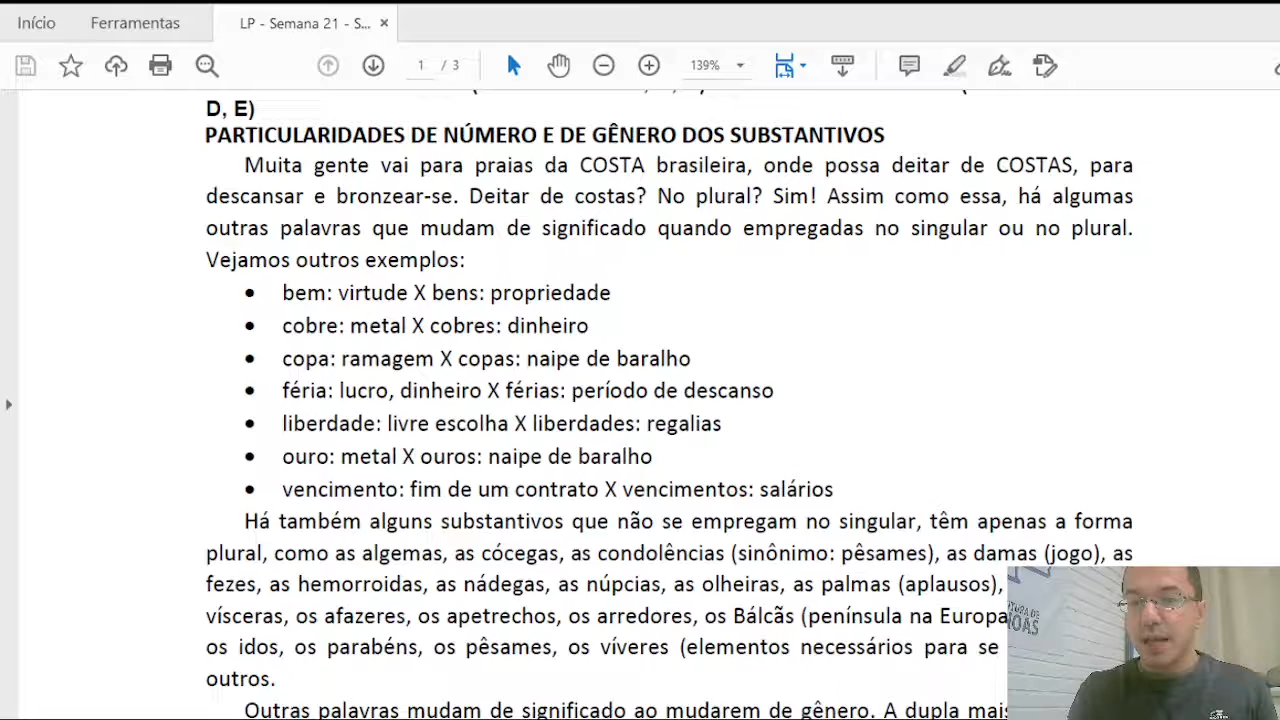 Início Ferramentas LP - Semana 21 - S... ×
1 / 3 139%
D, E)
PARTICULARIDADES DE NÚMERO E DE GÊNERO DOS SUBSTANTIVOS
Muita gente vai para praias da COSTA brasileira, onde possa deitar de COSTAS, para
descansar e bronzear-se. Deitar de costas? No plural? Sim! Assim como essa, há algumas
outras palavras que mudam de significado quando empregadas no singular ou no plural.
Vejamos outros exemplos:
• bem: virtude X bens: propriedade
• cobre: metal X cobres: dinheiro
• copa: ramagem X copas: naipe de baralho
• féria: lucro, dinheiro X férias: período de descanso
• liberdade: livre escolha X liberdades: regalias
• ouro: metal X ouros: naipe de baralho
• vencimento: fim de um contrato X vencimentos: salários
Há também alguns substantivos que não se empregam no singular, têm apenas a forma
plural, como as algemas, as cócegas, as condolências (sinônimo: pêsames), as damas (jogo), as
fezes, as hemorroidas, as nádegas, as núpcias, as olheiras, as palmas (aplausos),
vísceras, os afazeres, os apetrechos, os arredores, os Bálcãs (península na Europa
os idos, os parabéns, os pêsames, os víveres (elementos necessários para se
outros.
Outras palavras mudam de significado ao mudarem de gênero. A dupla mais